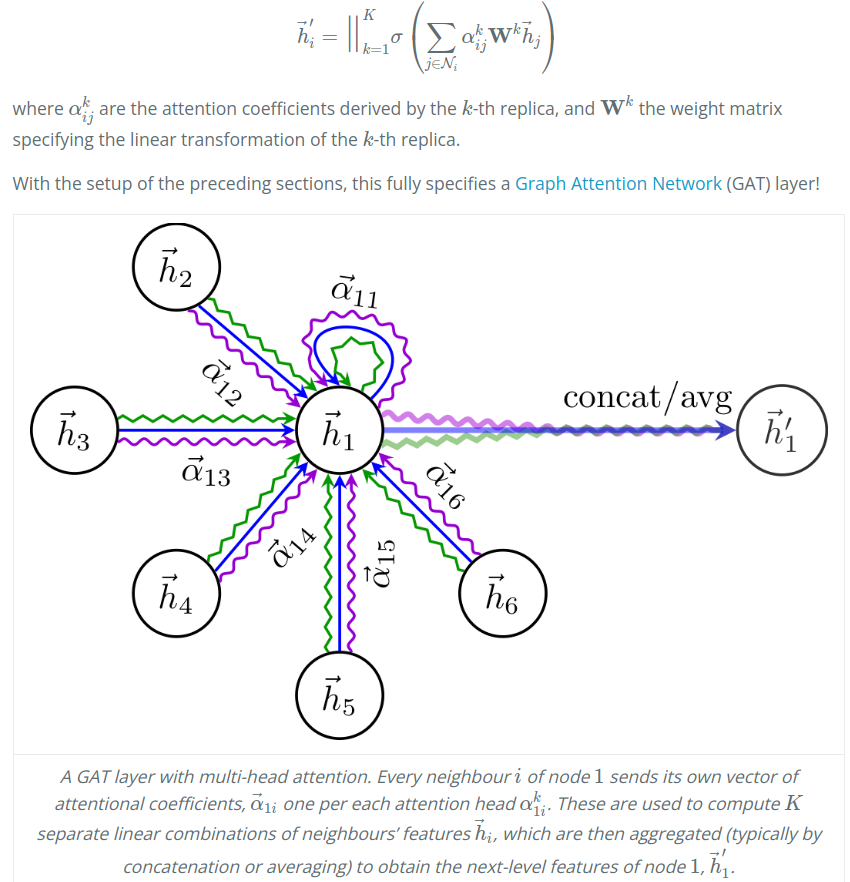 $\vec{h}'_i = \big\Vert_{k=1}^{K} \sigma \left( \sum_{j \in \mathcal{N}_i} \alpha_{ij}^k \mathbf{W}^k \vec{h}_j \right)$
where $\alpha_{ij}^k$ are the attention coefficients derived by the $k$-th replica, and $\mathbf{W}^k$ the weight matrix
specifying the linear transformation of the $k$-th replica.
With the setup of the preceding sections, this fully specifies a Graph Attention Network (GAT) layer!
$\vec{h}_2$
$\vec{\alpha}_{11}$
$\vec{\alpha}_{12}$
concat/avg
$\vec{h}_3$
$\vec{h}_1$
$\vec{h}'_1$
$\vec{\alpha}_{13}$
$\vec{\alpha}_{16}$
$\vec{\alpha}_{14}$
$\vec{\alpha}_{15}$
$\vec{h}_4$
$\vec{h}_6$
$\vec{h}_5$
A GAT layer with multi-head attention. Every neighbour $i$ of node $1$ sends its own vector of
attentional coefficients, $\vec{\alpha}_{1i}$ one per each attention head $\alpha_{1i}^k$. These are used to compute $K$
separate linear combinations of neighbours' features $\vec{h}_i$, which are then aggregated (typically by
concatenation or averaging) to obtain the next-level features of node $1$, $\vec{h}'_1$.